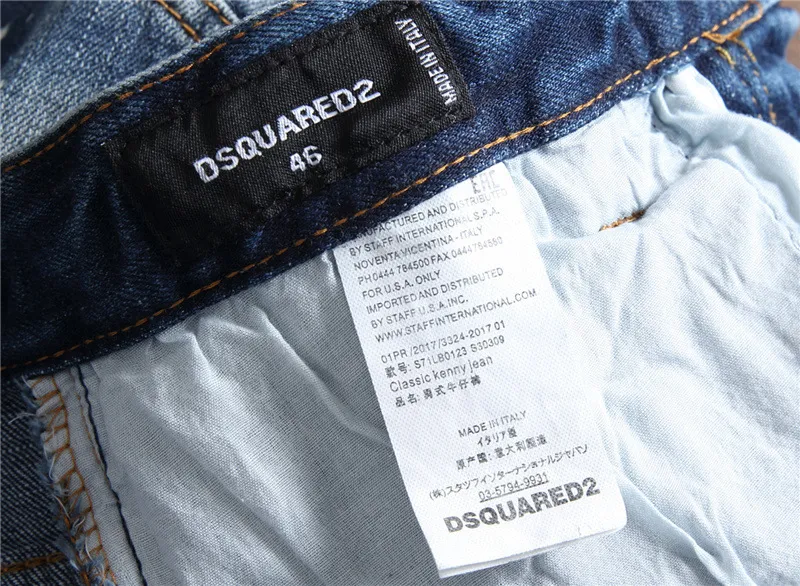 DSQUARED2
46
MADE IN ITALY
EAC
UFACTURED AND DISTRIBUTED
BY STAFF INTERNATIONAL S.P.A.
NOVENTA VICENTINA - ITALY
PH 0444 784500 FAX 0444784580
FOR U.S.A. ONLY
IMPORTED AND DISTRIBUTED
BY STAFF U.S.A. INC.
WWW.STAFFINTERNATIONAL.COM
01PR /2017/3324-2017 01
款号: S71LB0123 S30309
Classic kenny jean
品名: 男式牛仔裤
MADE IN ITALY
イタリア製
原产国: 意大利制造
(株)スタッフインターナショナルジャパン
03-5794-9931
DSQUARED2